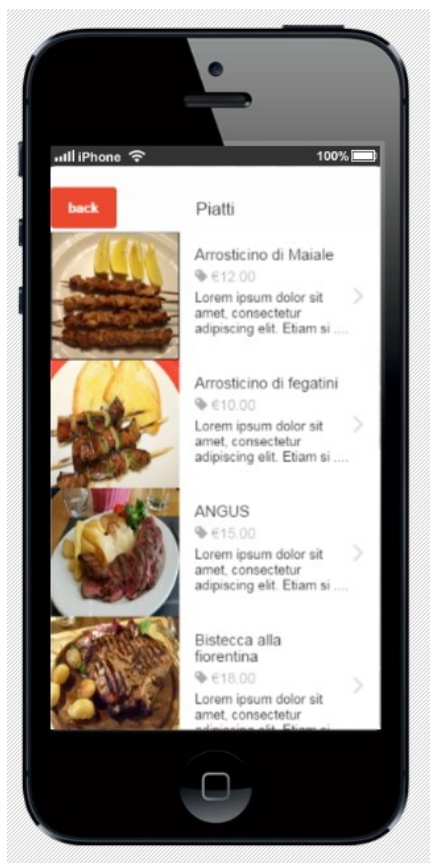 iPhone 100%
back Piatti
Arrosticino di Maiale
€12.00
Lorem ipsum dolor sit
amet, consectetur
adipiscing elit. Etiam si ....
Arrosticino di fegatini
€10.00
Lorem ipsum dolor sit
amet, consectetur
adipiscing elit. Etiam si ....
ANGUS
€15.00
Lorem ipsum dolor sit
amet, consectetur
adipiscing elit. Etiam si ....
Bistecca alla
fiorentina
€18.00
Lorem ipsum dolor sit
amet, consectetur